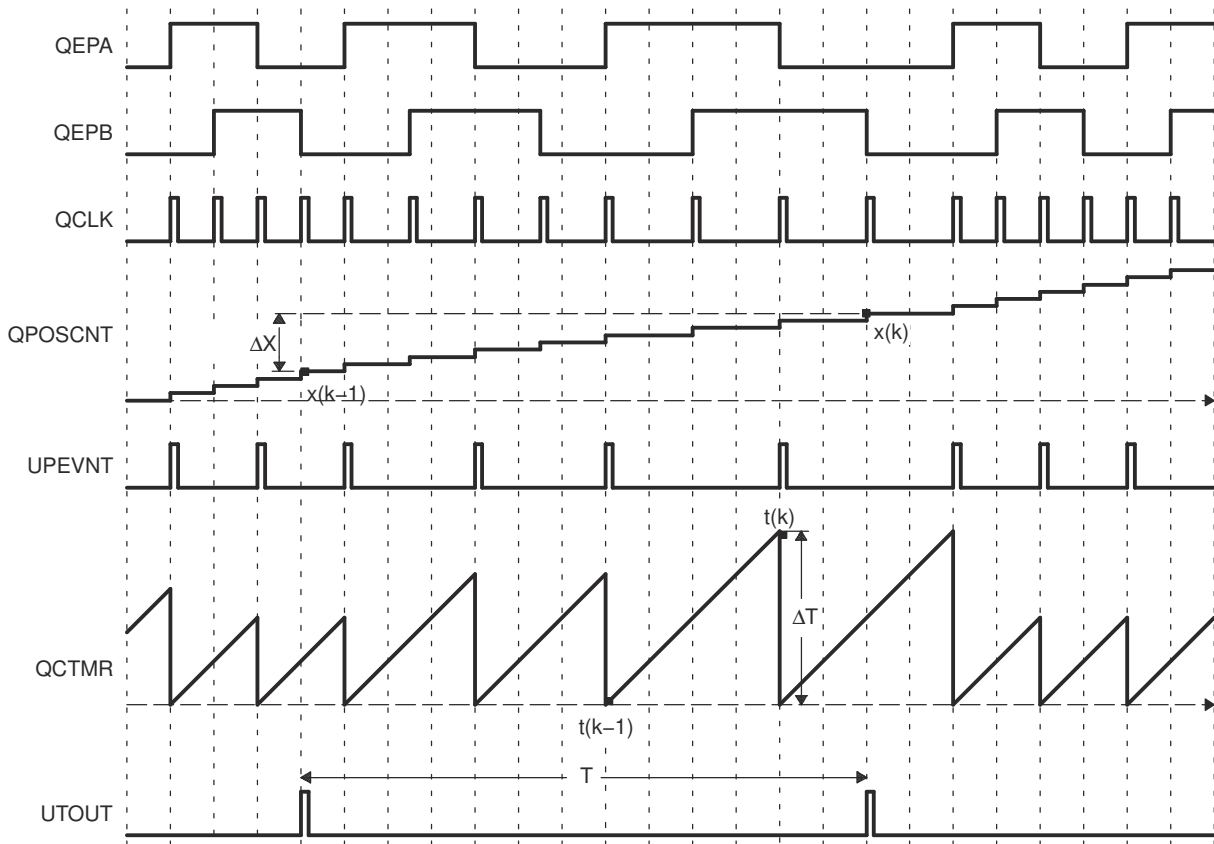 QEPA
QEPB
QCLK
QPOSCNT
ΔX
x(k)
x(k−1)
UPEVNT
t(k)
ΔT
QCTMR
t(k−1)
T
UTOUT